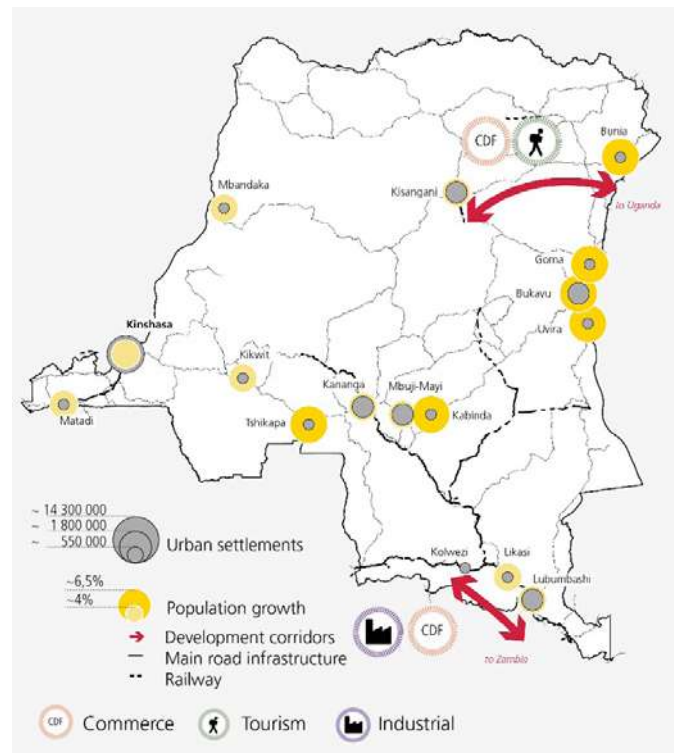 CDF
Bunia
Mbandaka
Kisangani
to Uganda
Goma
Bukavu
Kinshasa
Uvira
Kikwit
Kananga
Mbuji-Mayi
Matadi
Tshikapa
Kabinda
~ 14 300 000
~ 1 800 000
~ 550 000
Urban settlements
Kolwezi
Likasi
Lubumbashi
~6,5%
~4%
Population growth
Development corridors
CDF
Main road infrastructure
to Zambia
Railway
CDF Commerce
Tourism
Industrial